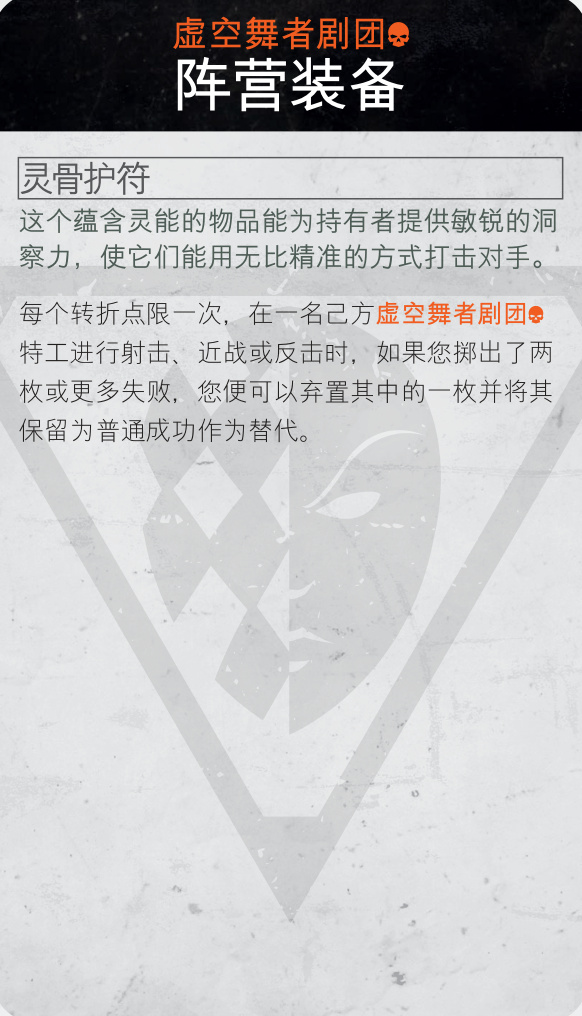 虚空舞者剧团
阵营装备
灵骨护符
这个蕴含灵能的物品能为持有者提供敏锐的洞
察力，使它们能用无比精准的方式打击对手。
每个转折点限一次，在一名己方虚空舞者剧团
特工进行射击、近战或反击时，如果您掷出了两
枚或更多失败，您便可以弃置其中的一枚并将其
保留为普通成功作为替代。